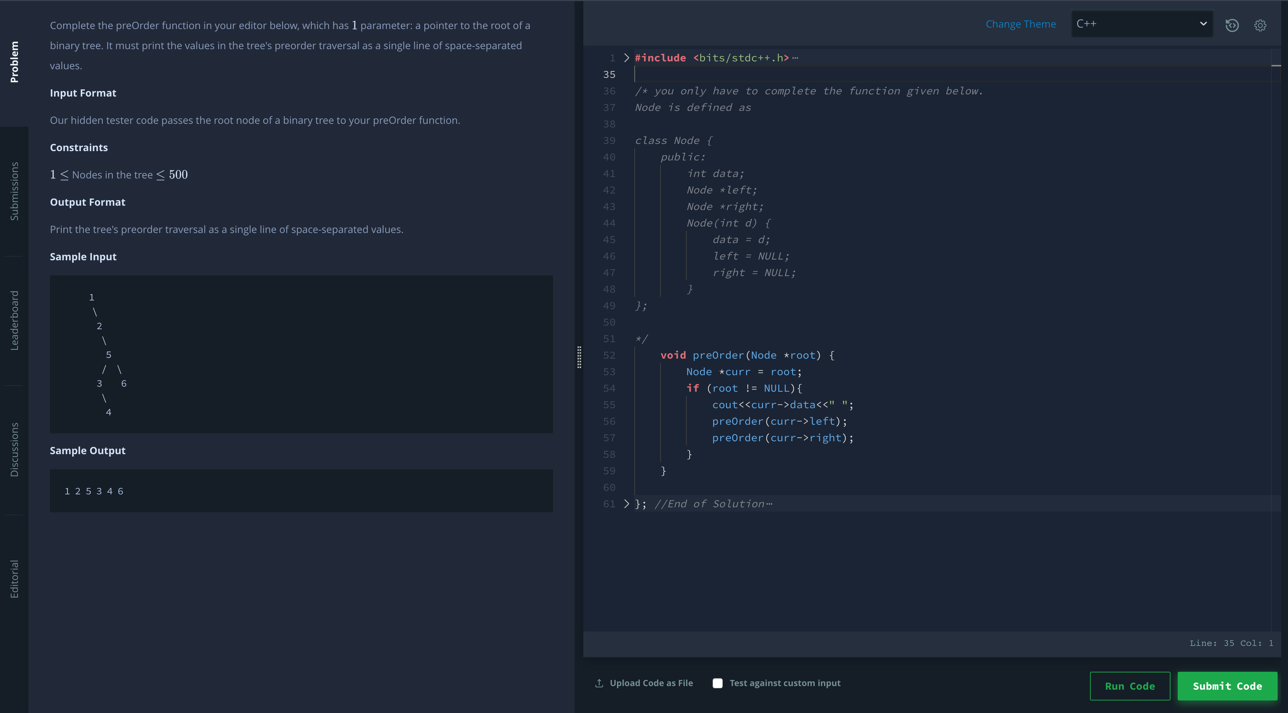 Problem
Submissions
Leaderboard
Discussions
Editorial
Complete the preOrder function in your editor below, which has 1 parameter: a pointer to the root of a
binary tree. It must print the values in the tree's preorder traversal as a single line of space-separated
values.
Input Format
Our hidden tester code passes the root node of a binary tree to your preOrder function.
Constraints
1 ≤ Nodes in the tree ≤ 500
Output Format
Print the tree's preorder traversal as a single line of space-separated values.
Sample Input
1
\
2
\
5
/ \
3 6
\
4
Sample Output
1 2 5 3 4 6
Change Theme C++
1 #include <bits/stdc++.h>⋯
35
36 /* you only have to complete the function given below.
37 Node is defined as
38
39 class Node {
40 public:
41 int data;
42 Node *left;
43 Node *right;
44 Node(int d) {
45 data = d;
46 left = NULL;
47 right = NULL;
48 }
49 };
50
51 */
52 void preOrder(Node *root) {
53 Node *curr = root;
54 if (root != NULL){
55 cout<<curr->data<<" ";
56 preOrder(curr->left);
57 preOrder(curr->right);
58 }
59 }
60
61 }; //End of Solution⋯
Line: 35 Col: 1
Upload Code as File Test against custom input Run Code Submit Code